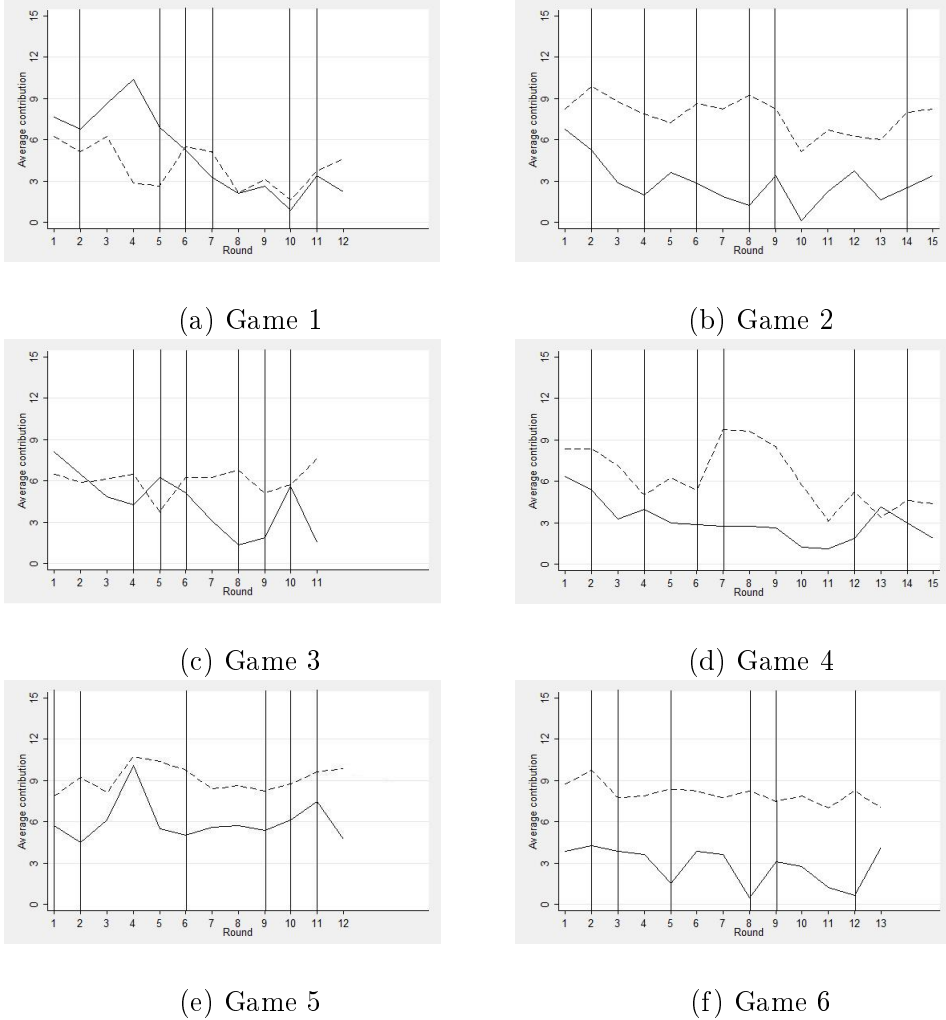 Average contribution
15
12
9
6
3
0
1 2 3 4 5 6 7 8 9 10 11 12
Round
(a) Game 1
Average contribution
15
12
9
6
3
0
1 2 3 4 5 6 7 8 9 10 11 12 13 14 15
Round
(b) Game 2
Average contribution
15
12
9
6
3
0
1 2 3 4 5 6 7 8 9 10 11
Round
(c) Game 3
Average contribution
15
12
9
6
3
0
1 2 3 4 5 6 7 8 9 10 11 12 13 14 15
Round
(d) Game 4
Average contribution
15
12
9
6
3
0
1 2 3 4 5 6 7 8 9 10 11 12
Round
(e) Game 5
Average contribution
15
12
9
6
3
0
1 2 3 4 5 6 7 8 9 10 11 12 13
Round
(f) Game 6